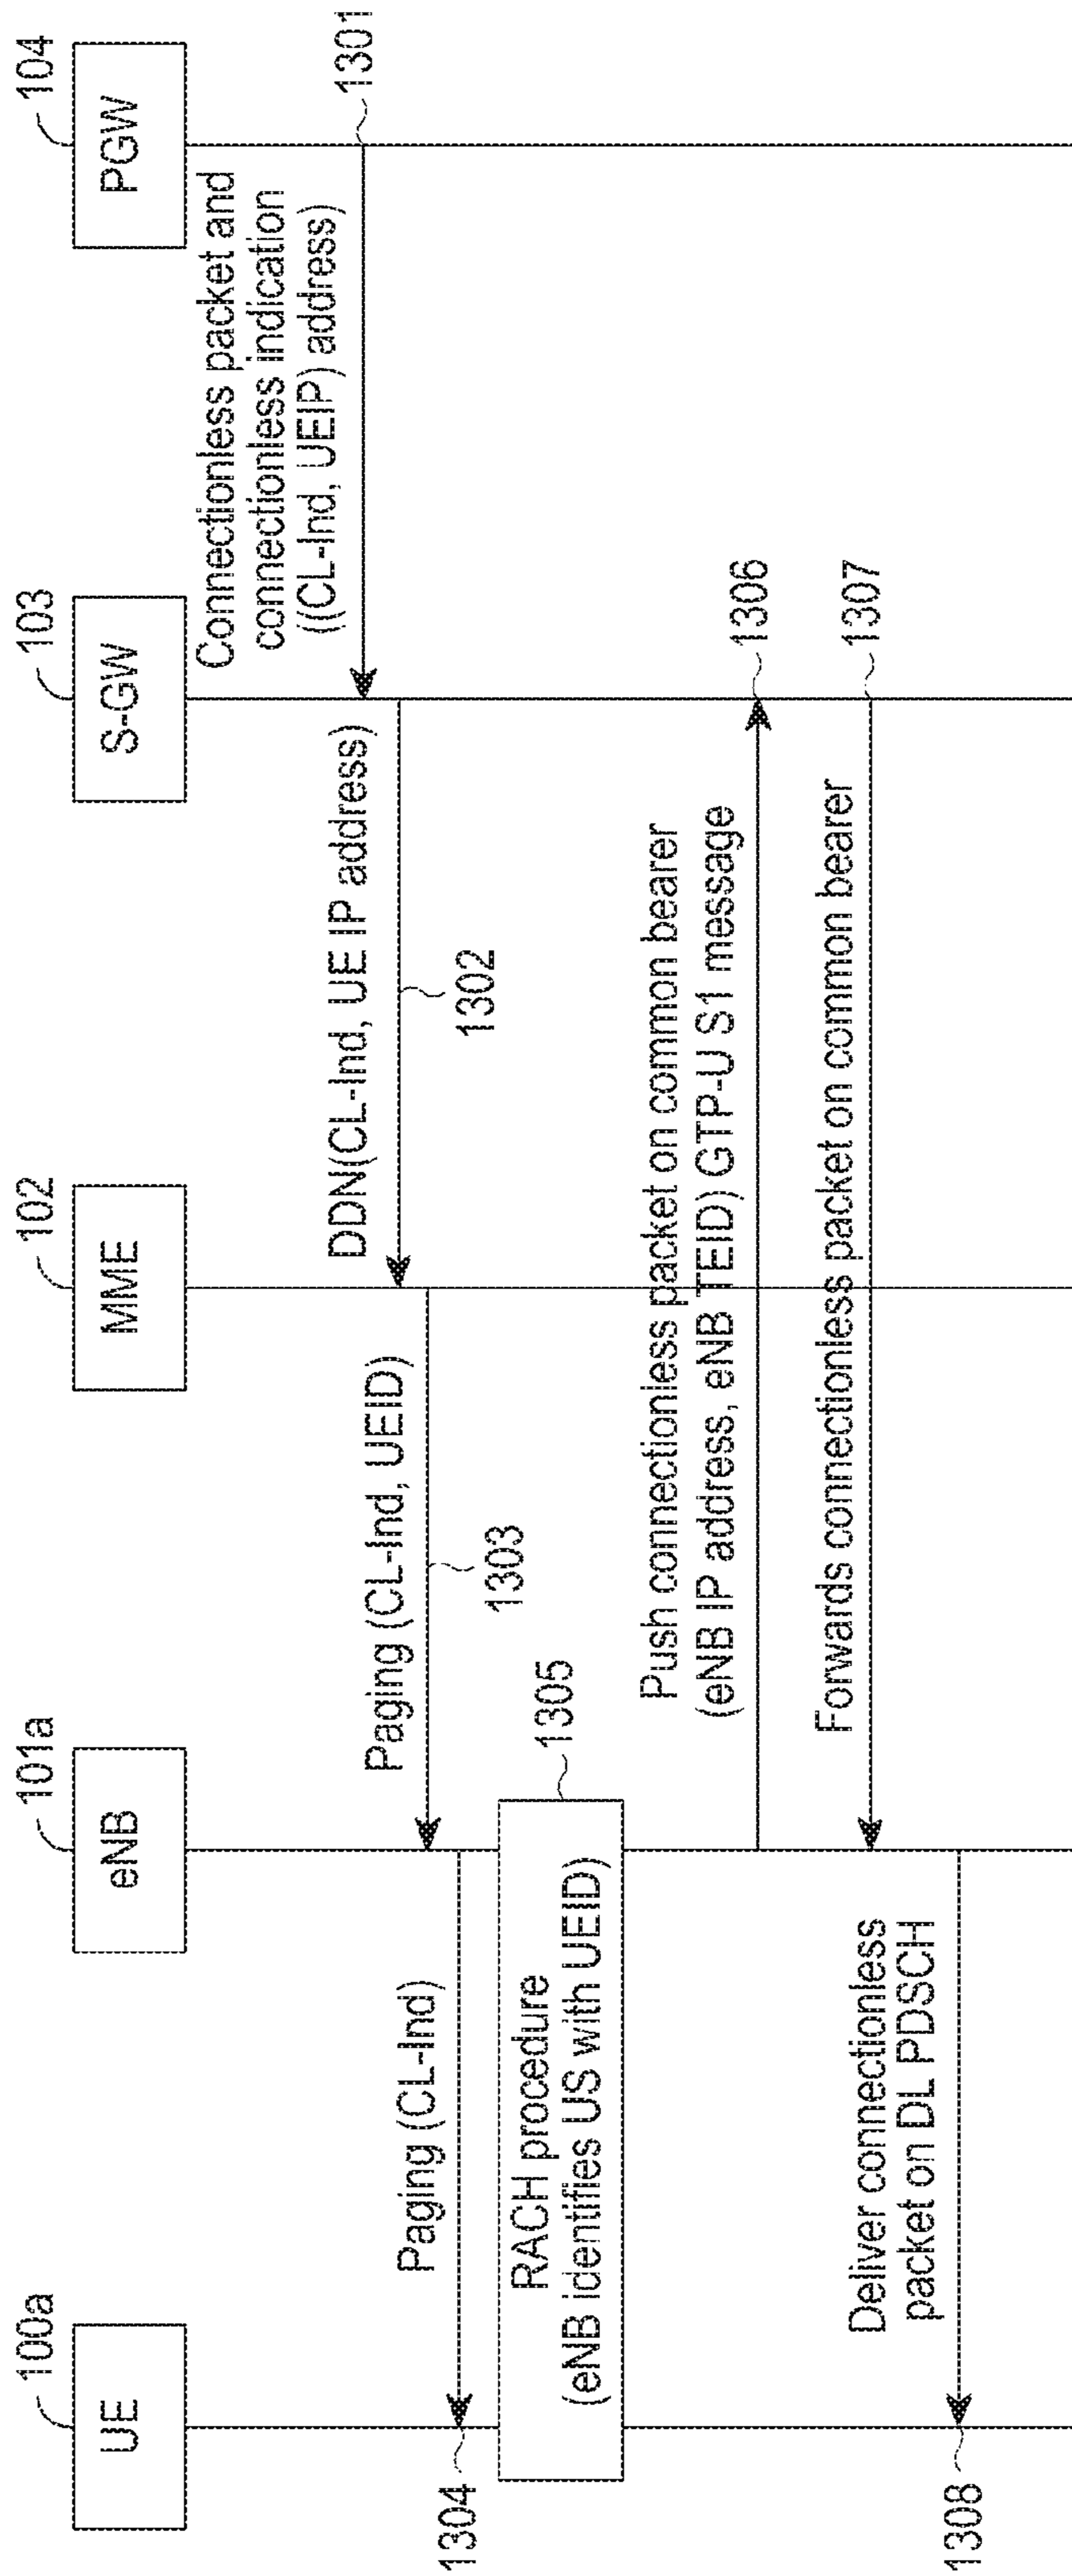 100a
UE
101a
eNB
102
MME
103
S-GW
104
PGW
Connectionless packet and
connectionless indication
((CL-Ind, UEIP) address)
1301
DDN(CL-Ind, UE IP address)
1302
Paging (CL-Ind, UEID)
1303
Paging (CL-Ind)
1304
RACH procedure
(eNB identifies US with UEID)
1305
Push connectionless packet on common bearer
(eNB IP address, eNB TEID) GTP-U S1 message
1306
Forwards connectionless packet on common bearer
1307
Deliver connectionless
packet on DL PDSCH
1308